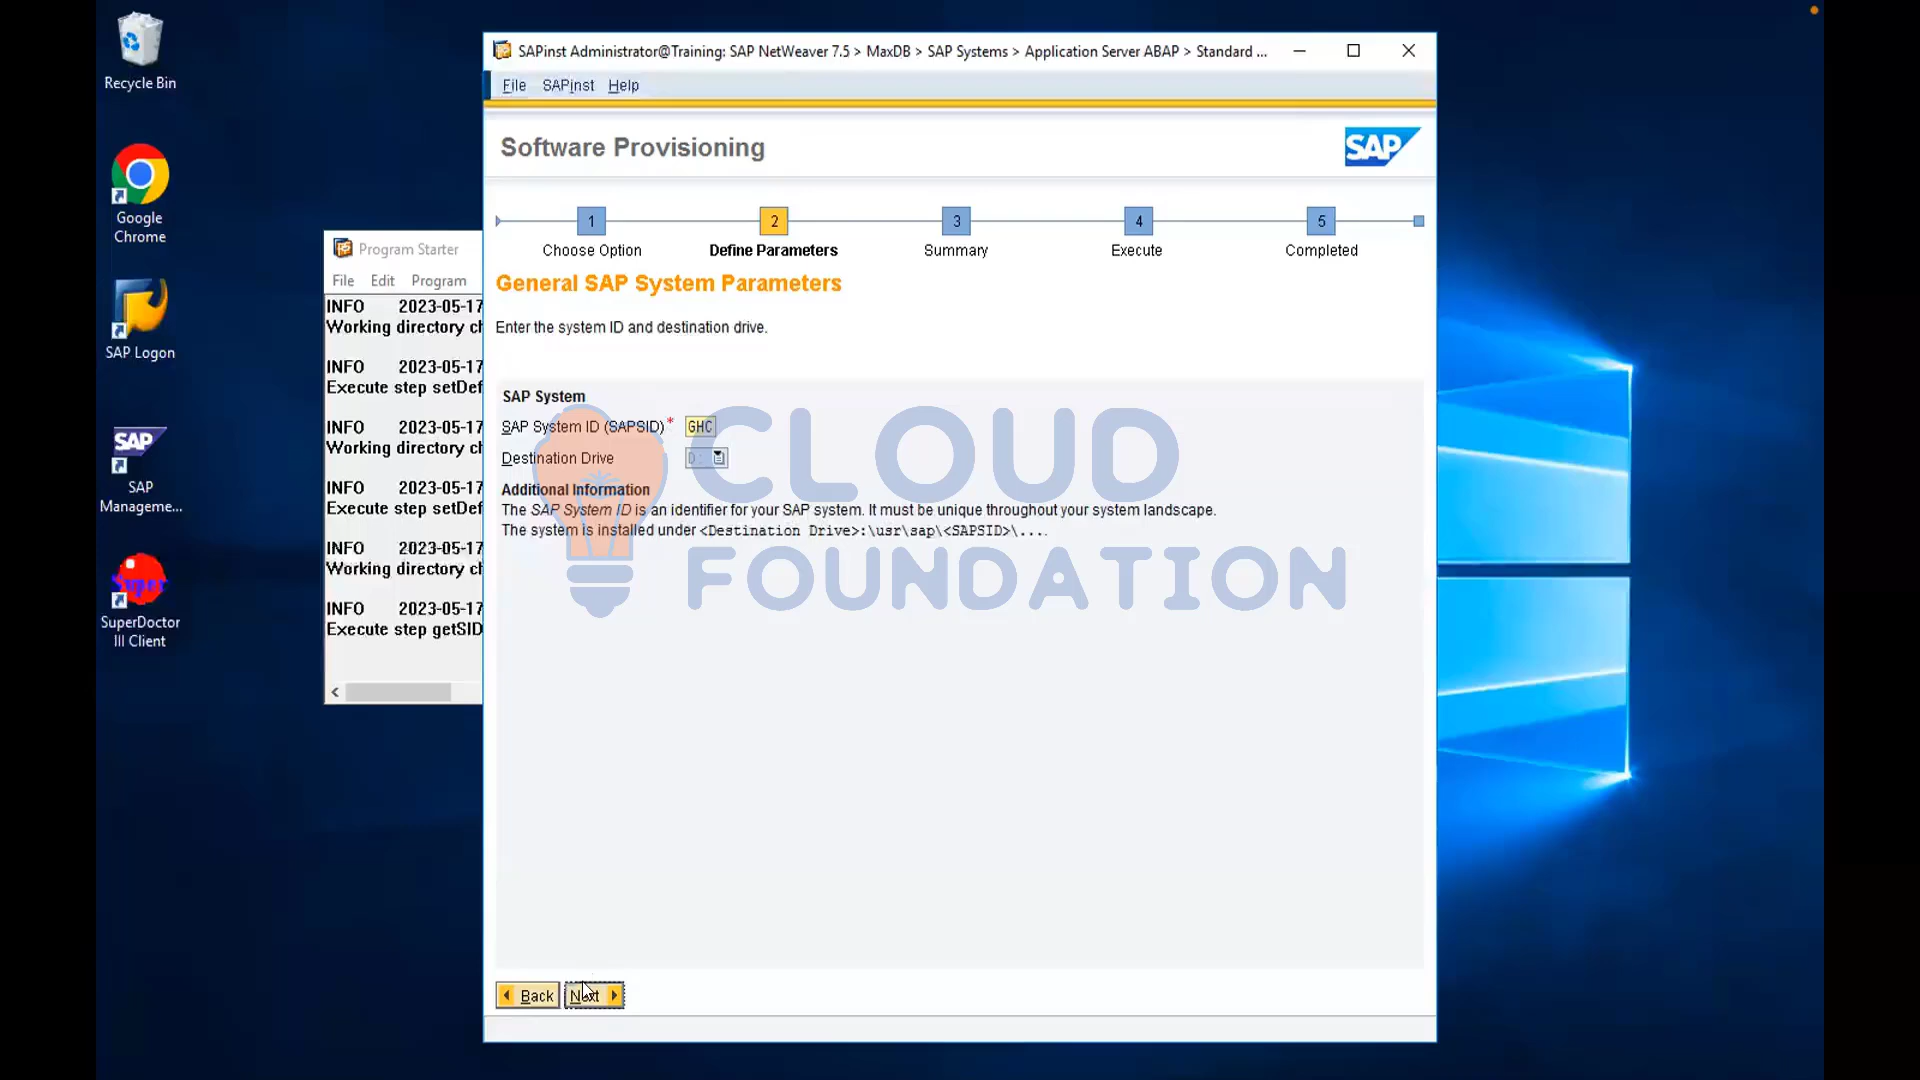 Recycle Bin
Google
Chrome
SAP Logon
SAP
SAP
Manageme...
Super
SuperDoctor
III Client
Program Starter
File Edit Program
INFO 2023-05-17
Working directory ch
INFO 2023-05-17
Execute step setDef
INFO 2023-05-17
Working directory ch
INFO 2023-05-17
Execute step setDef
INFO 2023-05-17
Working directory ch
INFO 2023-05-17
Execute step getSID
SAPinst Administrator@Training: SAP NetWeaver 7.5 > MaxDB > SAP Systems > Application Server ABAP > Standard ...
File SAPinst Help
Software Provisioning
SAP
1 2 3 4 5
Choose Option Define Parameters Summary Execute Completed
General SAP System Parameters
Enter the system ID and destination drive.
SAP System
SAP System ID (SAPSID) * GHC
Destination Drive D:
Additional Information
The SAP System ID is an identifier for your SAP system. It must be unique throughout your system landscape.
The system is installed under <Destination Drive>:\usr\sap\<SAPSID>\....
CLOUD
FOUNDATION
Back Next